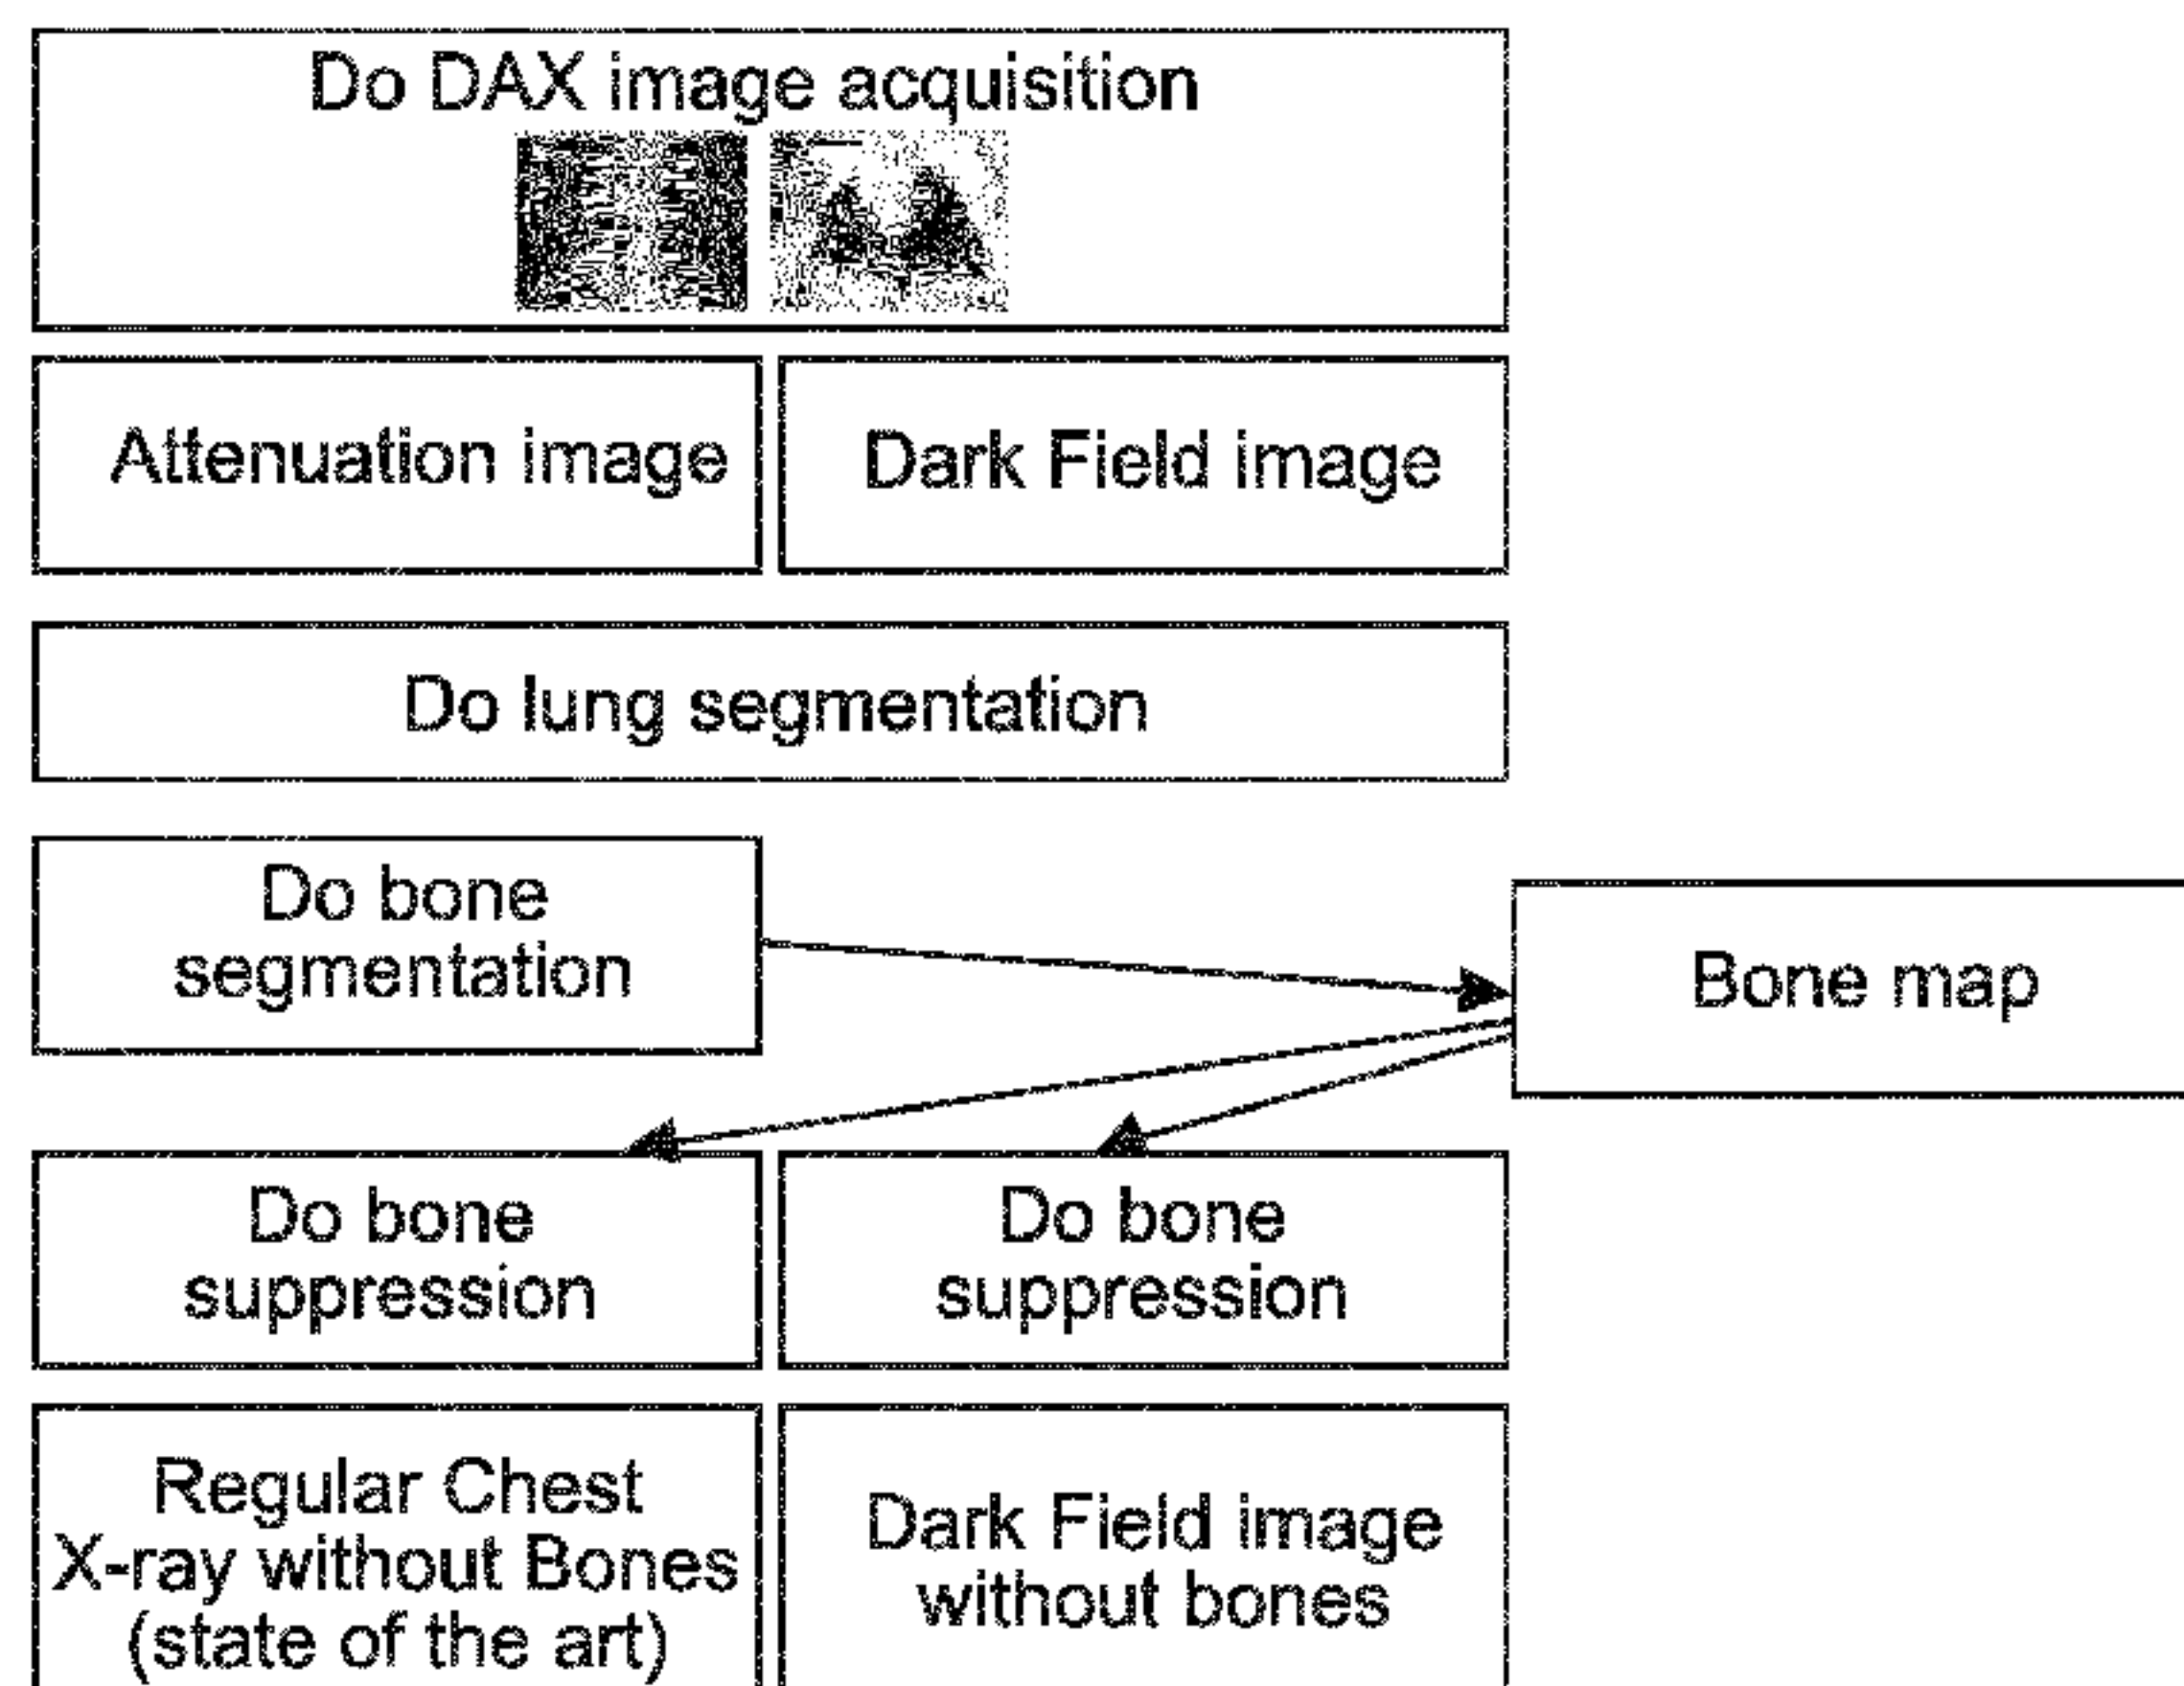 Do DAX image acquisition
Attenuation image
Dark Field image
Do lung segmentation
Do bone
segmentation
Bone map
Do bone
suppression
Do bone
suppression
Regular Chest
X-ray without Bones
(state of the art)
Dark Field image
without bones